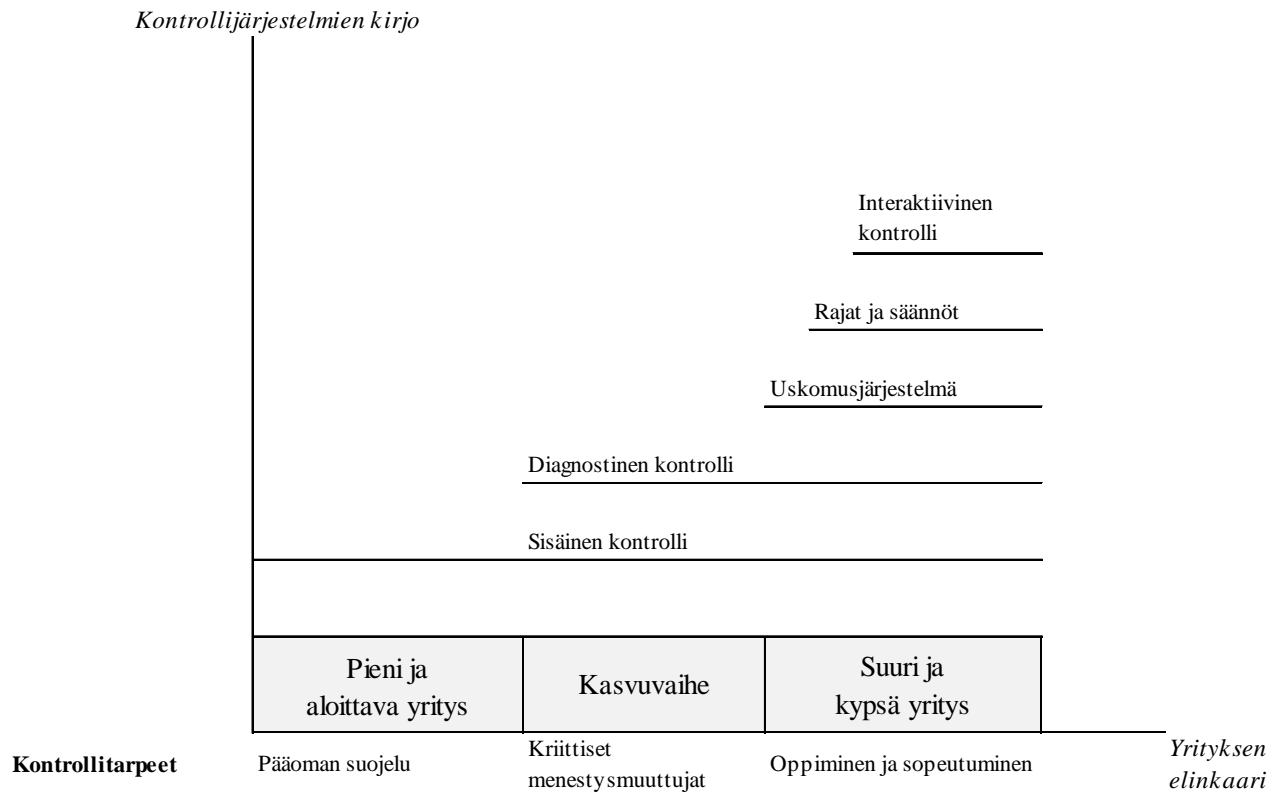 Kontrollijärjestelmien kirjo
Interaktiivinen
kontrolli
Rajat ja säännöt
Uskomusjärjestelmä
Diagnostinen kontrolli
Sisäinen kontrolli
Pieni ja
aloittava yritys
Kasvuvaihe
Suuri ja
kypsä yritys
Kontrollitarpeet
Pääoman suojelu
Kriittiset
menestysmuuttujat
Oppiminen ja sopeutuminen
Yrityksen
elinkaari